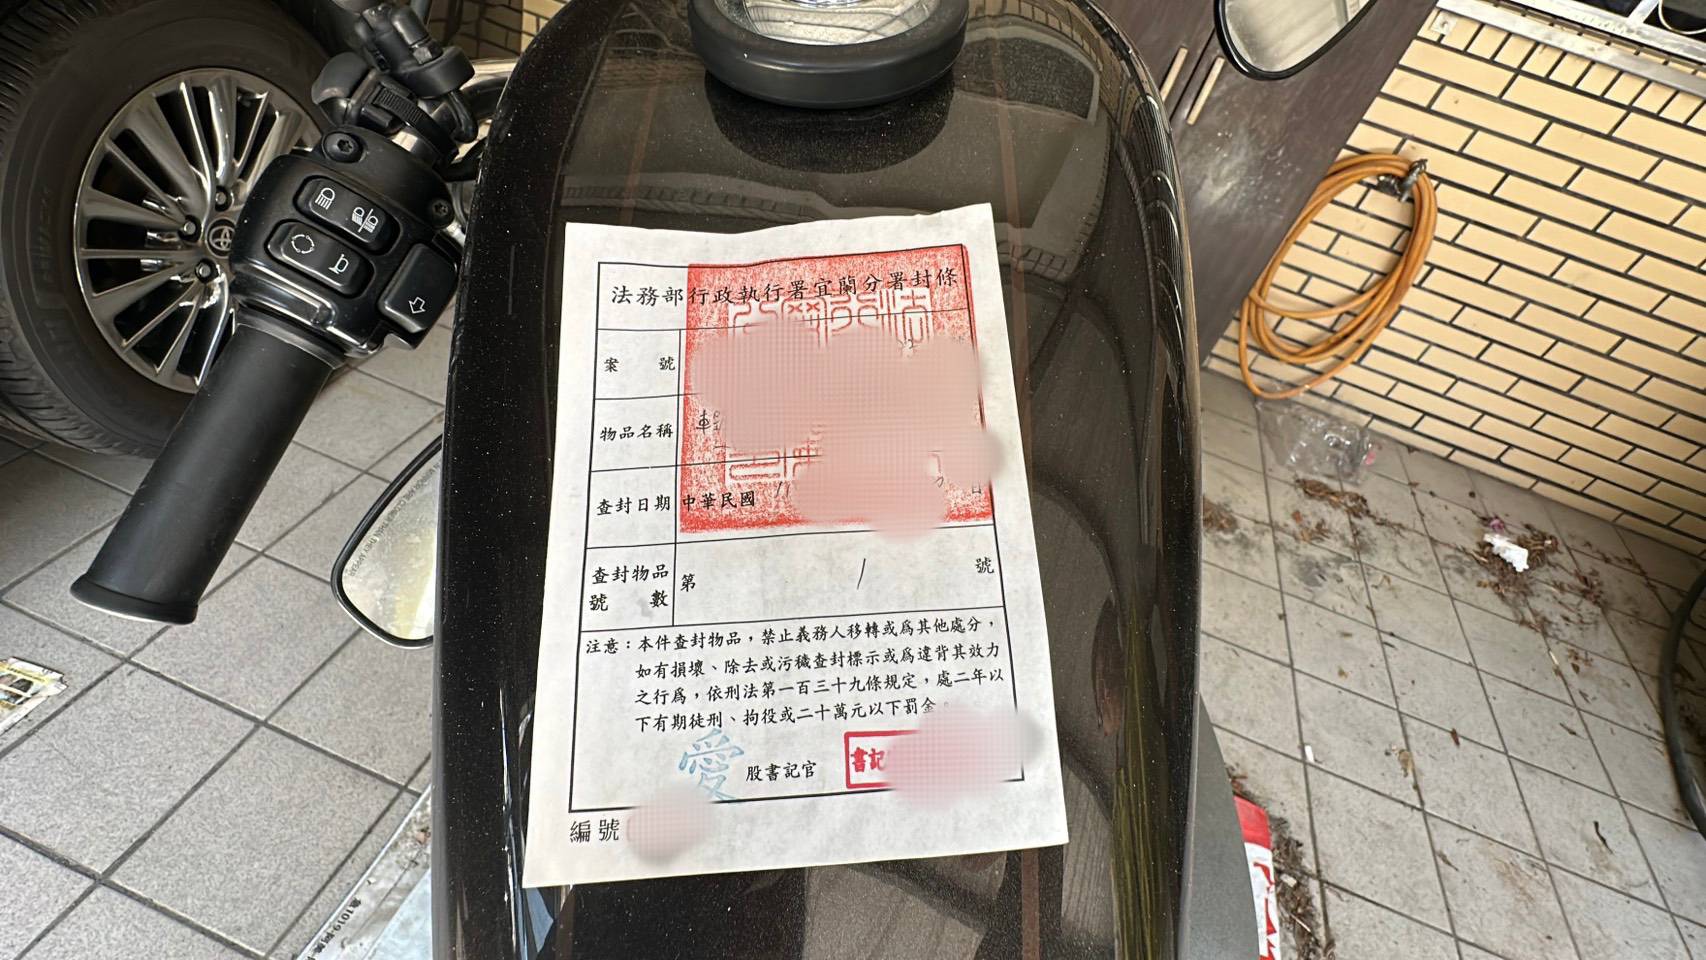 法務部行政執行署宜蘭分署封條
案號
物品名稱 車
查封日期 中華民國
查封物品號數 第 1 號
注意：本件查封物品，禁止義務人移轉或為其他處分，
如有損壞、除去或污穢查封標示或為違背其效力
之行為，依刑法第一百三十九條規定，處二年以
下有期徒刑、拘役或二十萬元以下罰金。
愛 股書記官 書記
編號